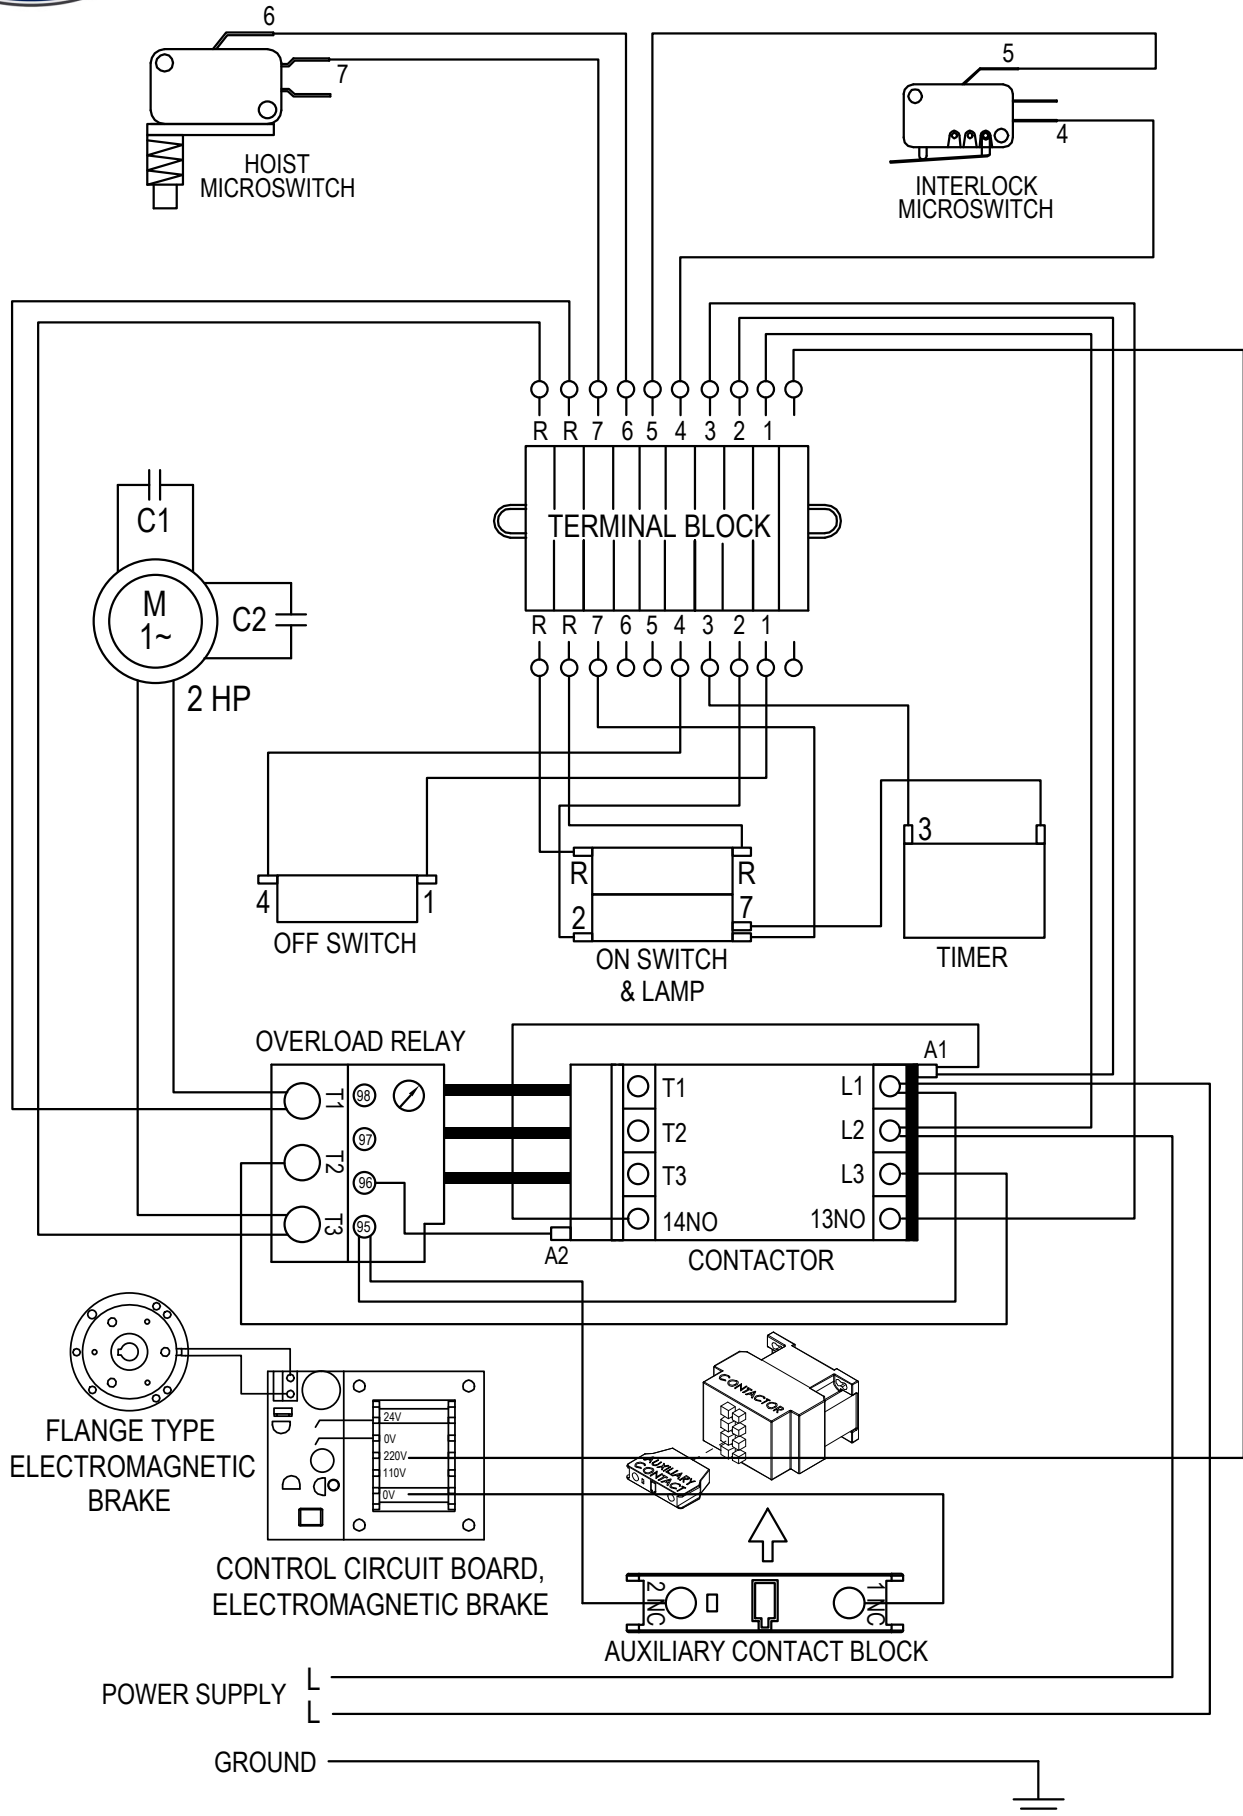 6
7
HOIST
MICROSWITCH
5
4
INTERLOCK
MICROSWITCH
R R 7 6 5 4 3 2 1
TERMINAL BLOCK
R R 7 6 5 4 3 2 1
C1
M
1~
C2
2 HP
4
1
OFF SWITCH
R
R
2
7
ON SWITCH
& LAMP
3
TIMER
OVERLOAD RELAY
T1
T2
T3
98
97
96
95
A1
A2
T1
T2
T3
14NO
L1
L2
L3
13NO
CONTACTOR
FLANGE TYPE
ELECTROMAGNETIC
BRAKE
24V
0V
220V
110V
0V
CONTROL CIRCUIT BOARD,
ELECTROMAGNETIC BRAKE
CONTACTOR
AUXILIARY
CONTACT
2 NC
1 NC
AUXILIARY CONTACT BLOCK
POWER SUPPLY
L
L
GROUND